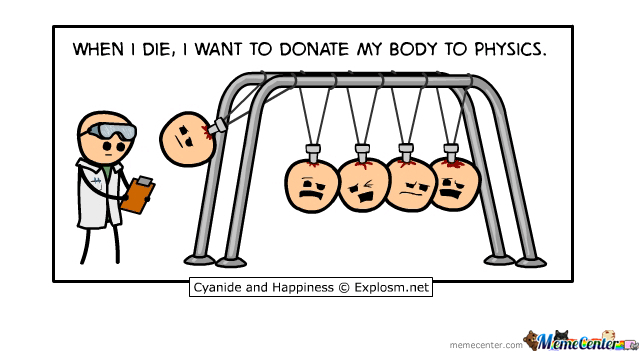 WHEN I DIE, I WANT TO DONATE MY BODY TO PHYSICS.
Cyanide and Happiness © Explosm.net
memecenter.com MemeCenter